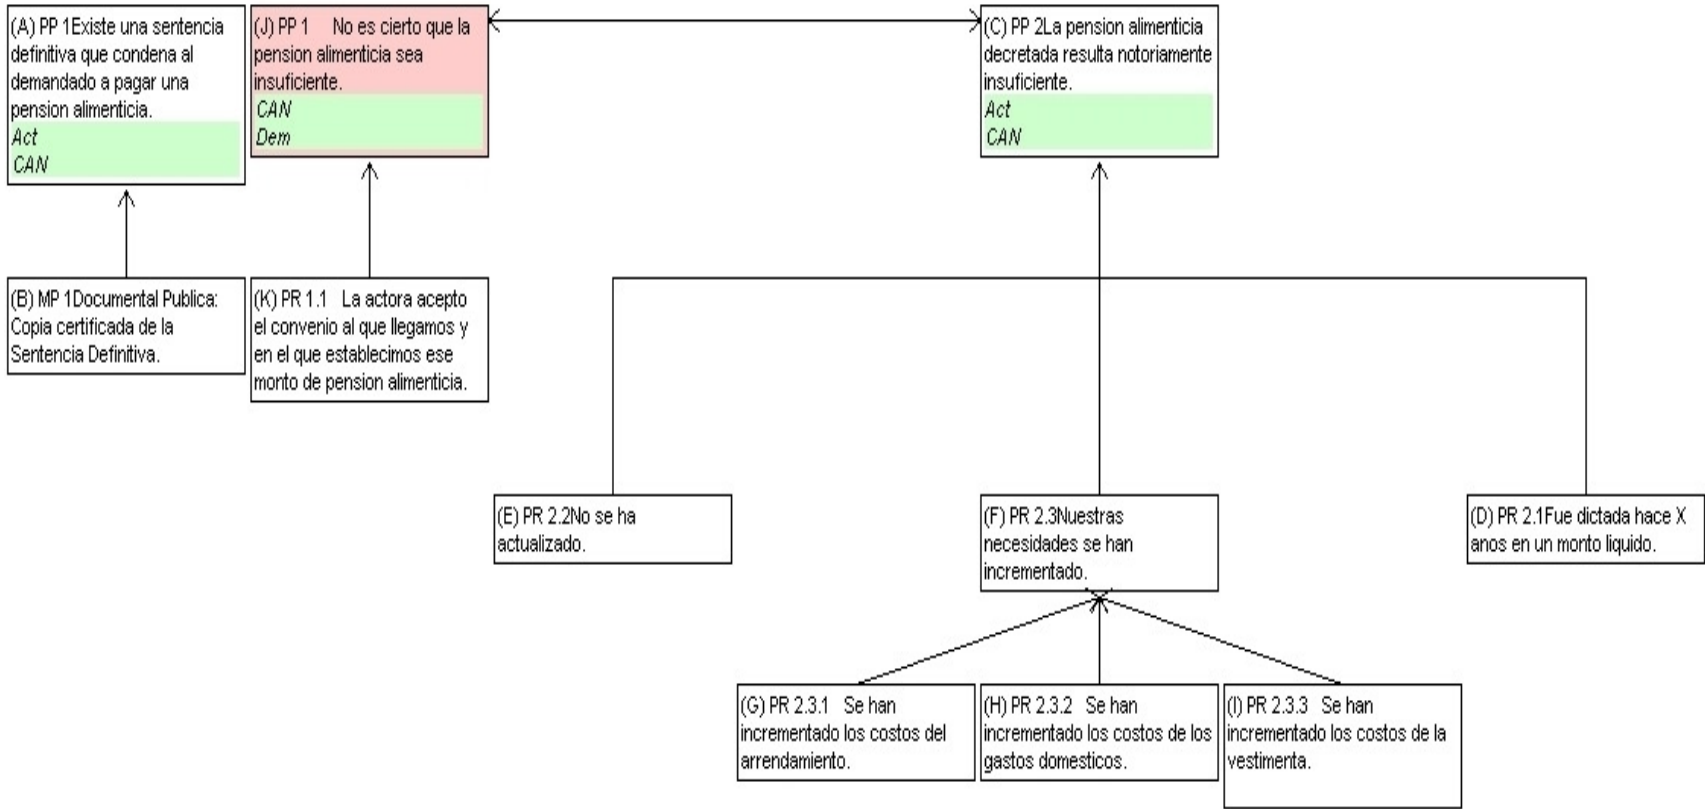 (A) PP 1Existe una sentencia
definitiva que condena al
demandado a pagar una
pension alimenticia.
Act
CAN
(J) PP 1 No es cierto que la
pension alimenticia sea
insuficiente.
CAN
Dem
(C) PP 2La pension alimenticia
decretada resulta notoriamente
insuficiente.
Act
CAN
(B) MP 1Documental Publica:
Copia certificada de la
Sentencia Definitiva.
(K) PR 1.1 La actora acepto
el convenio al que llegamos y
en el que establecimos ese
monto de pension alimenticia.
(E) PR 2.2No se ha
actualizado.
(F) PR 2.3Nuestras
necesidades se han
incrementado.
(D) PR 2.1Fue dictada hace X
anos en un monto liquido.
(G) PR 2.3.1 Se han
incrementado los costos del
arrendamiento.
(H) PR 2.3.2 Se han
incrementado los costos de los
gastos domesticos.
(I) PR 2.3.3 Se han
incrementado los costos de la
vestimenta.